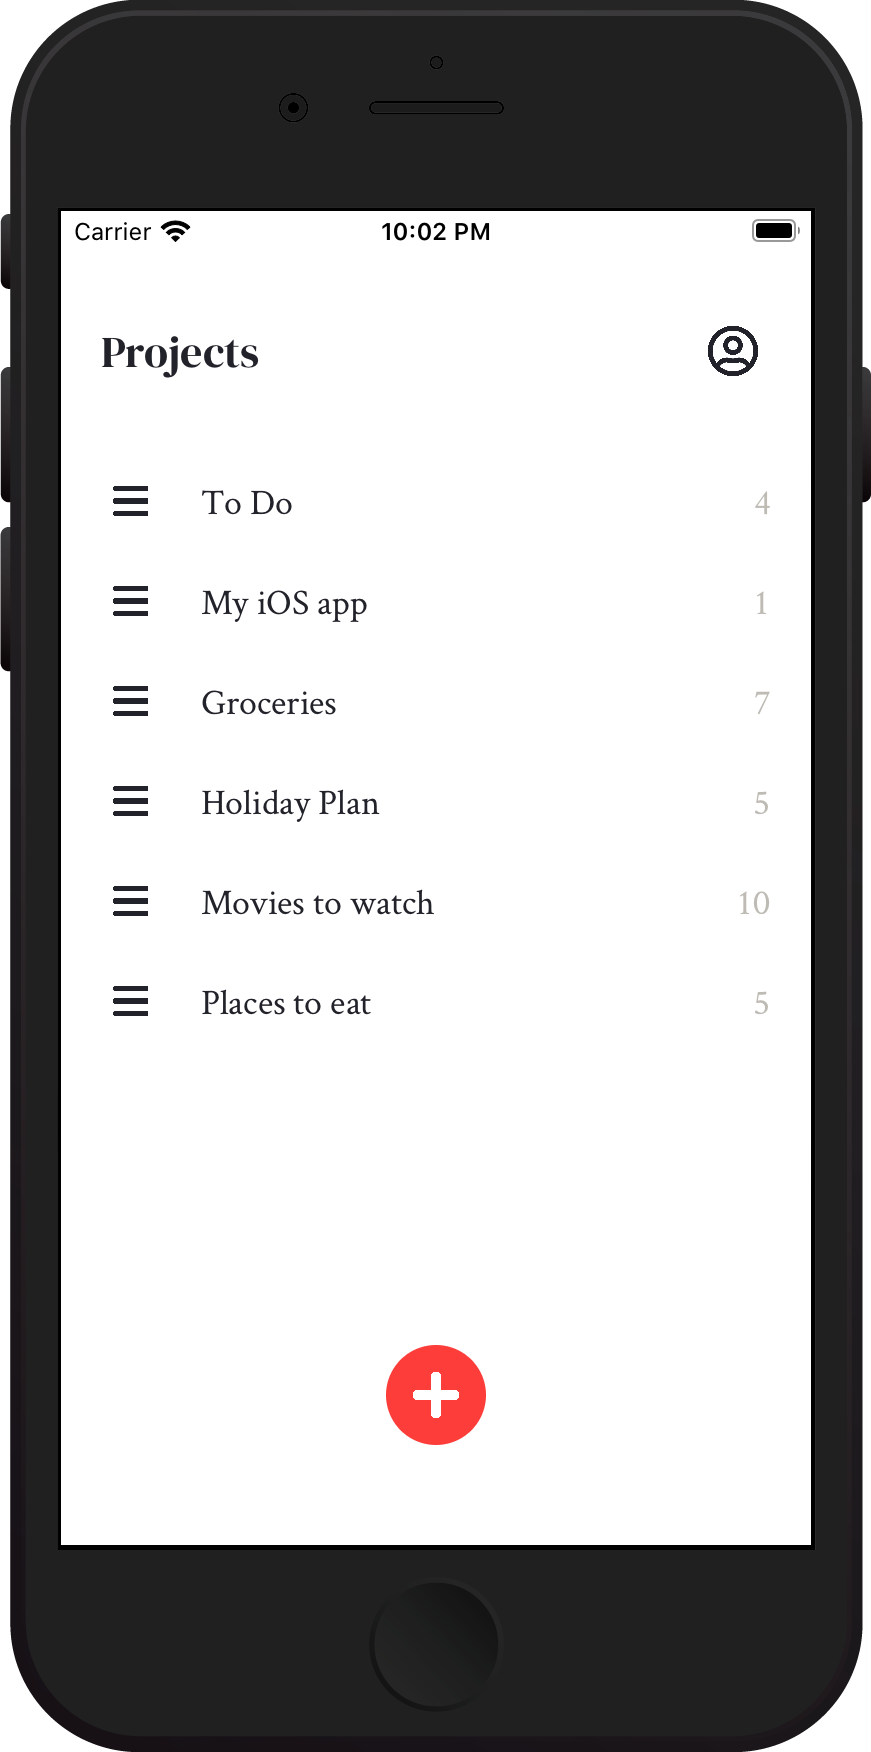 Carrier 10:02 PM
Projects
To Do 4
My iOS app 1
Groceries 7
Holiday Plan 5
Movies to watch 10
Places to eat 5